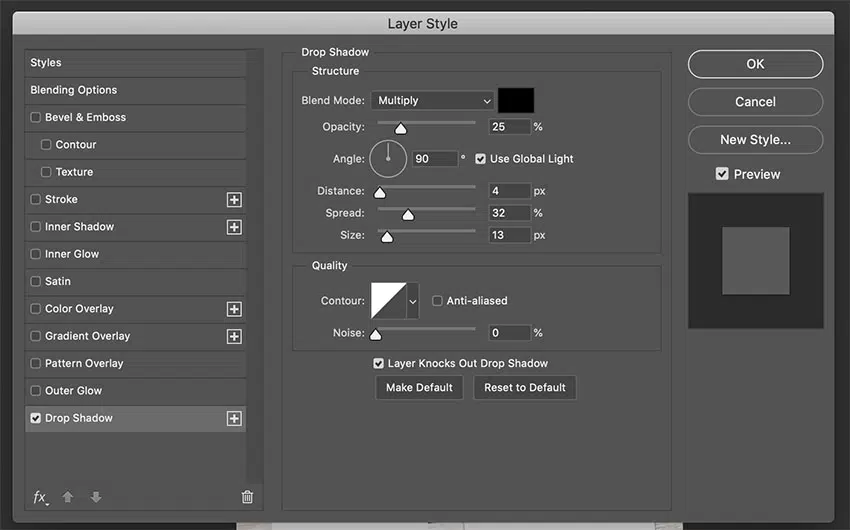 Layer Style
Styles
Blending Options
Bevel & Emboss
Contour
Texture
Stroke
Inner Shadow
Inner Glow
Satin
Color Overlay
Gradient Overlay
Pattern Overlay
Outer Glow
Drop Shadow
fx
Drop Shadow
Structure
Blend Mode: Multiply
Opacity: 25 %
Angle: 90 ° Use Global Light
Distance: 4 px
Spread: 32 %
Size: 13 px
Quality
Contour: Anti-aliased
Noise: 0 %
Layer Knocks Out Drop Shadow
Make Default Reset to Default
OK
Cancel
New Style...
Preview